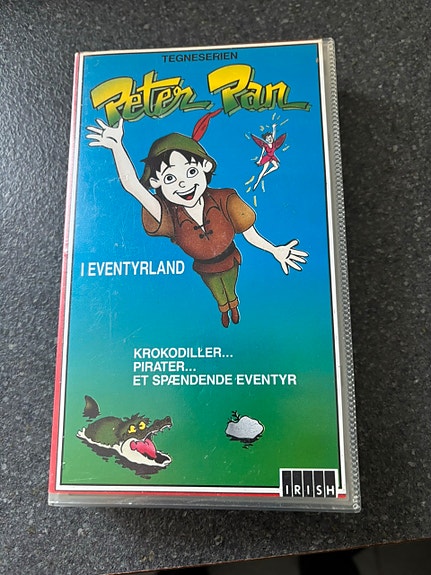 TEGNESERIEN
Peter Pan
I EVENTYRLAND
KROKODILLER...
PIRATER...
ET SPÆNDENDE EVENTYR
IRISH